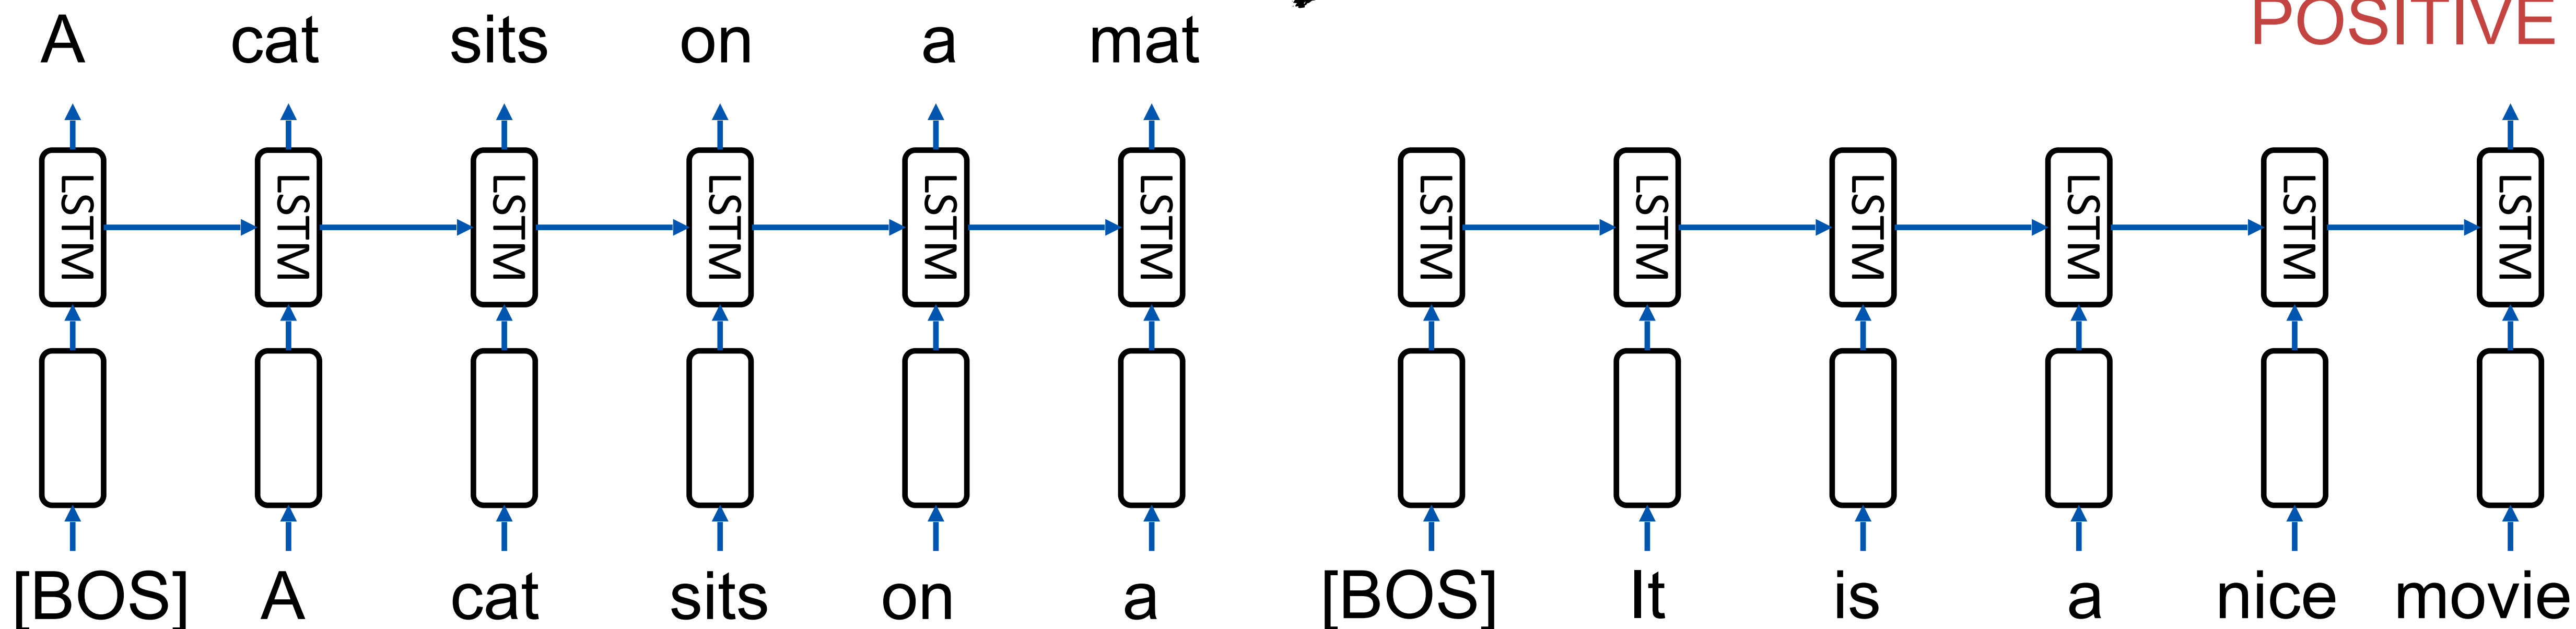 A cat sits on a mat
POSITIVE
LSTM LSTM LSTM LSTM LSTM LSTM
LSTM LSTM LSTM LSTM LSTM LSTM
[BOS] A cat sits on a
[BOS] It is a nice movie